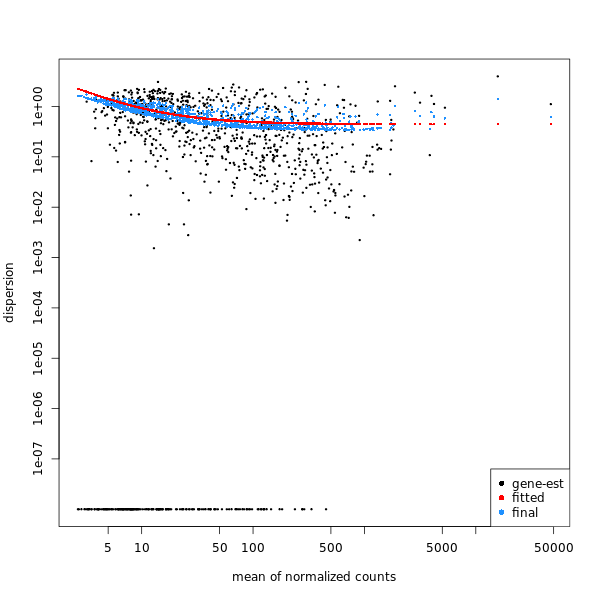 dispersion
1e+00
1e-01
1e-02
1e-03
1e-04
1e-05
1e-06
1e-07
gene-est
fitted
final
5 10 50 100 500 5000 50000
mean of normalized counts